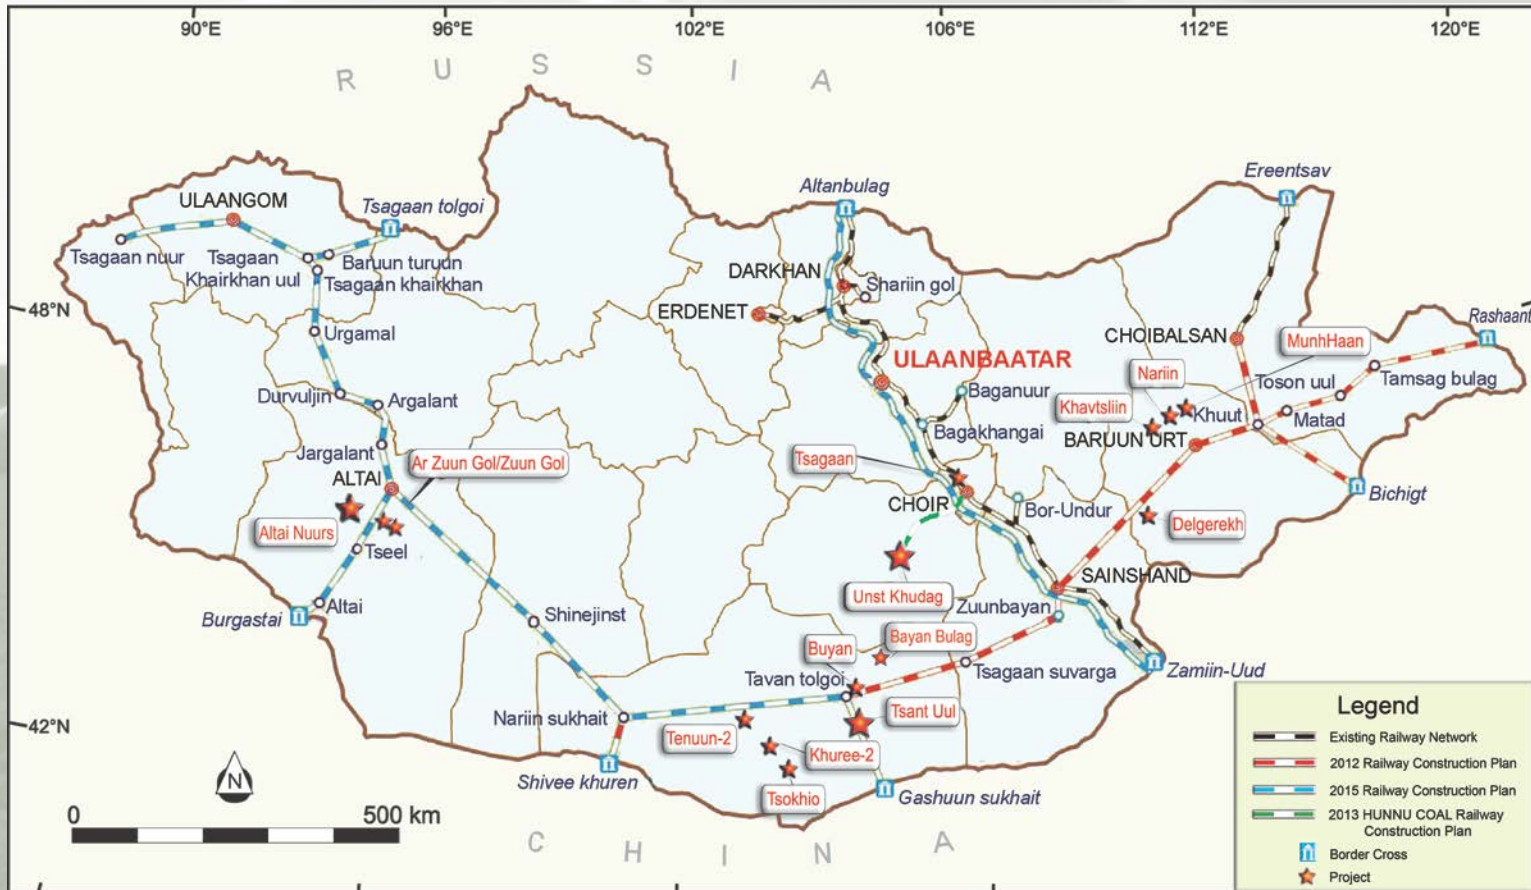 90°E
96°E
102°E
106°E
112°E
120°E
RUSSIA
Altanbulag
Ereentsav
ULAANGOM
Tsagaan tolgoi
Tsagaan nuur
Tsagaan
Khairkhan uul
Baruun turuun
Tsagaan khairkhan
DARKHAN
Shariin gol
48°N
ERDENET
Rashaant
Urgamal
CHOIBALSAN
MunhHaan
ULAANBAATAR
Nariin
Toson uul
Tamsag bulag
Durvuljin
Argalant
Baganuur
Khavtsliin
Khuut
Matad
Bagakhangai
BARUUN URT
Jargalant
Ar Zuun Gol/Zuun Gol
Tsagaan
ALTAI
CHOIR
Bor-Undur
Bichigt
Altai Nuurs
Delgerekh
Tseel
SAINSHAND
Unst Khudag
Zuunbayan
Altai
Burgastai
Shinejinst
Buyan
Bayan Bulag
Tavan tolgoi
Tsagaan suvarga
Zamiin-Uud
Nariin sukhait
Tsant Uul
42°N
Tenuun-2
Khuree-2
Shivee khuren
Tsokhio
Gashuun sukhait
N
0
500 km
CHINA
Legend
Existing Railway Network
2012 Railway Construction Plan
2015 Railway Construction Plan
2013 HUNNU COAL Railway
Construction Plan
Border Cross
Project